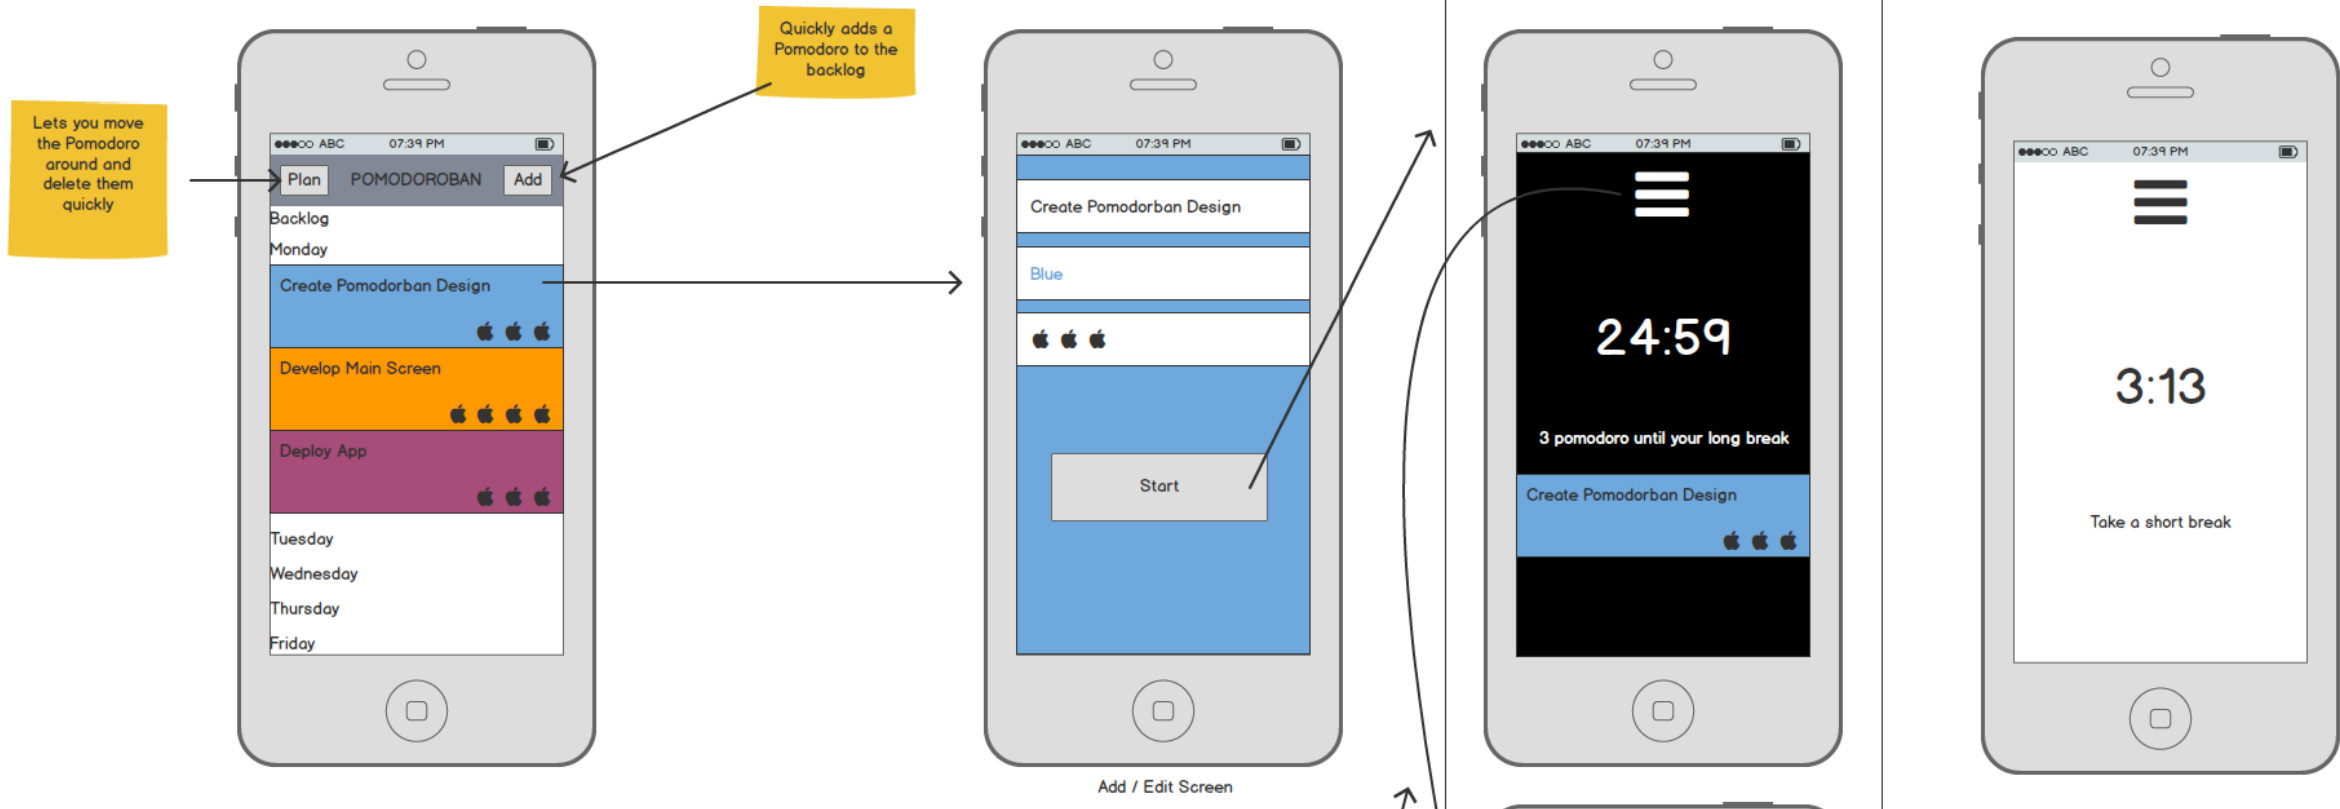 Lets you move
the Pomodoro
around and
delete them
quickly
ABC 07:39 PM
Plan POMODOROBAN Add
Backlog
Monday
Create Pomodorban Design
Develop Main Screen
Deploy App
Tuesday
Wednesday
Thursday
Friday
Quickly adds a
Pomodoro to the
backlog
ABC 07:39 PM
Create Pomodorban Design
Blue
Start
Add / Edit Screen
ABC 07:39 PM
24:59
3 pomodoro until your long break
Create Pomodorban Design
ABC 07:39 PM
3:13
Take a short break